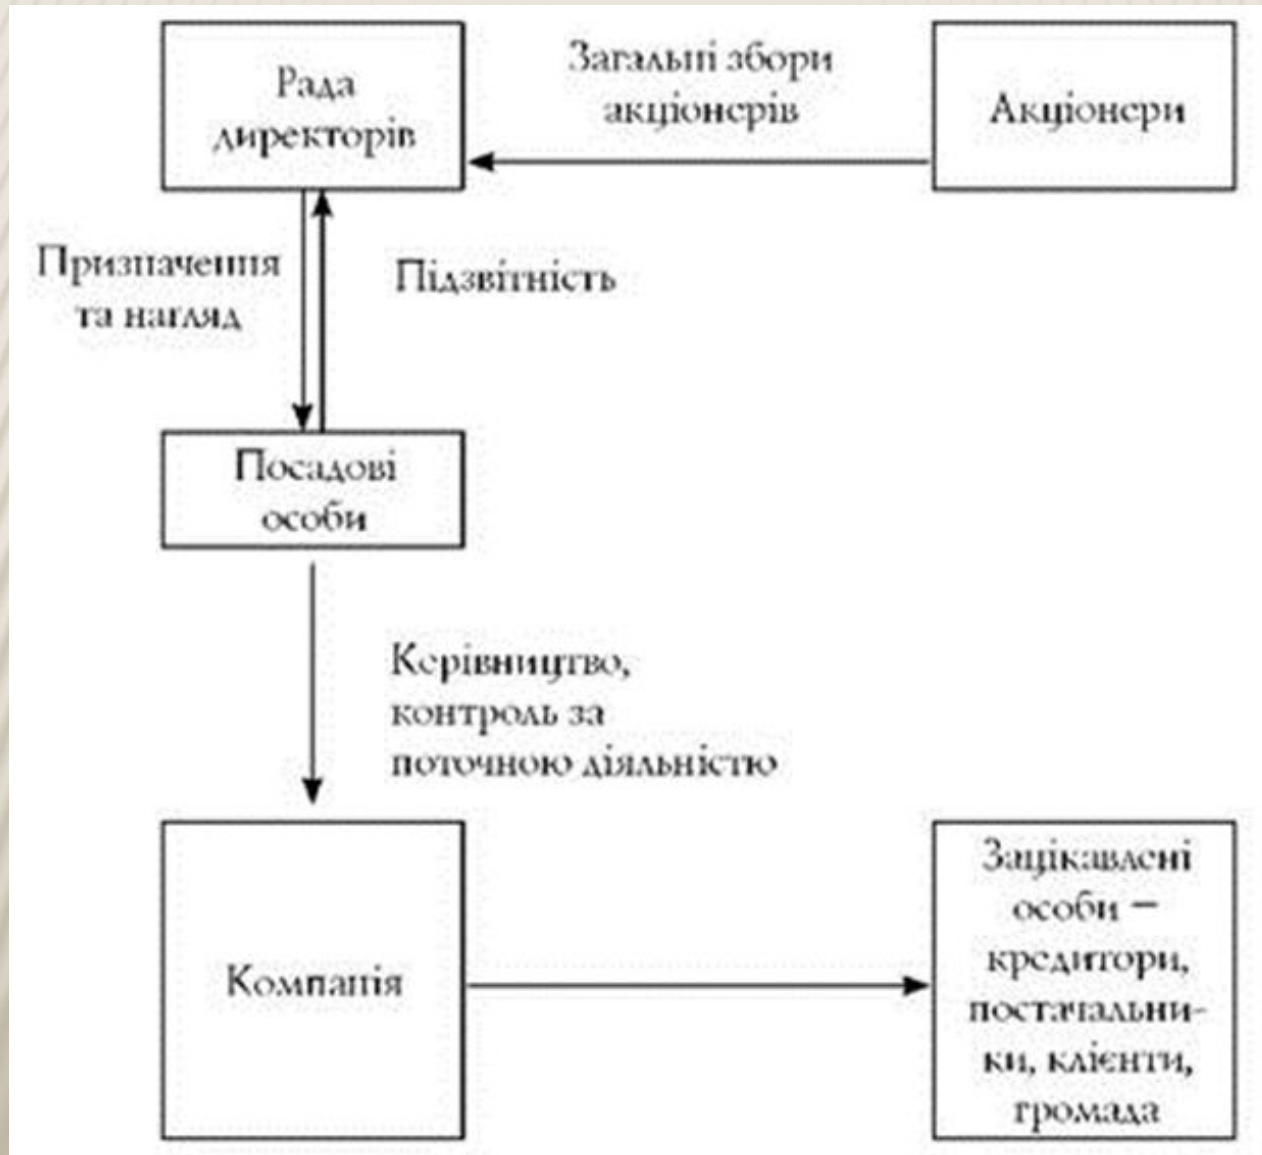 Рада
директорів
Загальні збори
акціонерів
Акціонери
Призначення
та нагляд
Підзвітність
Посадові
особи
Керівництво,
контроль за
поточною діяльністю
Компанія
Зацікавлені
особи –
кредитори,
постачальни-
ки, клієнти,
громада